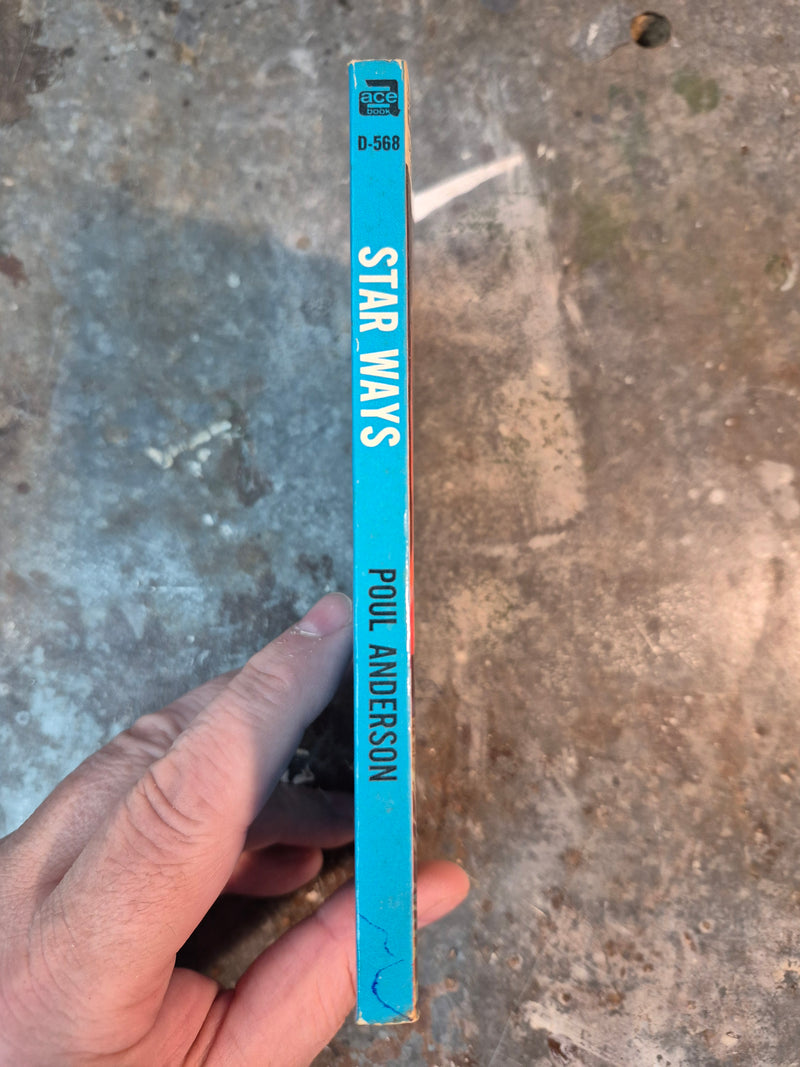 ace
book
D-568
STAR WAYS
POUL ANDERSON